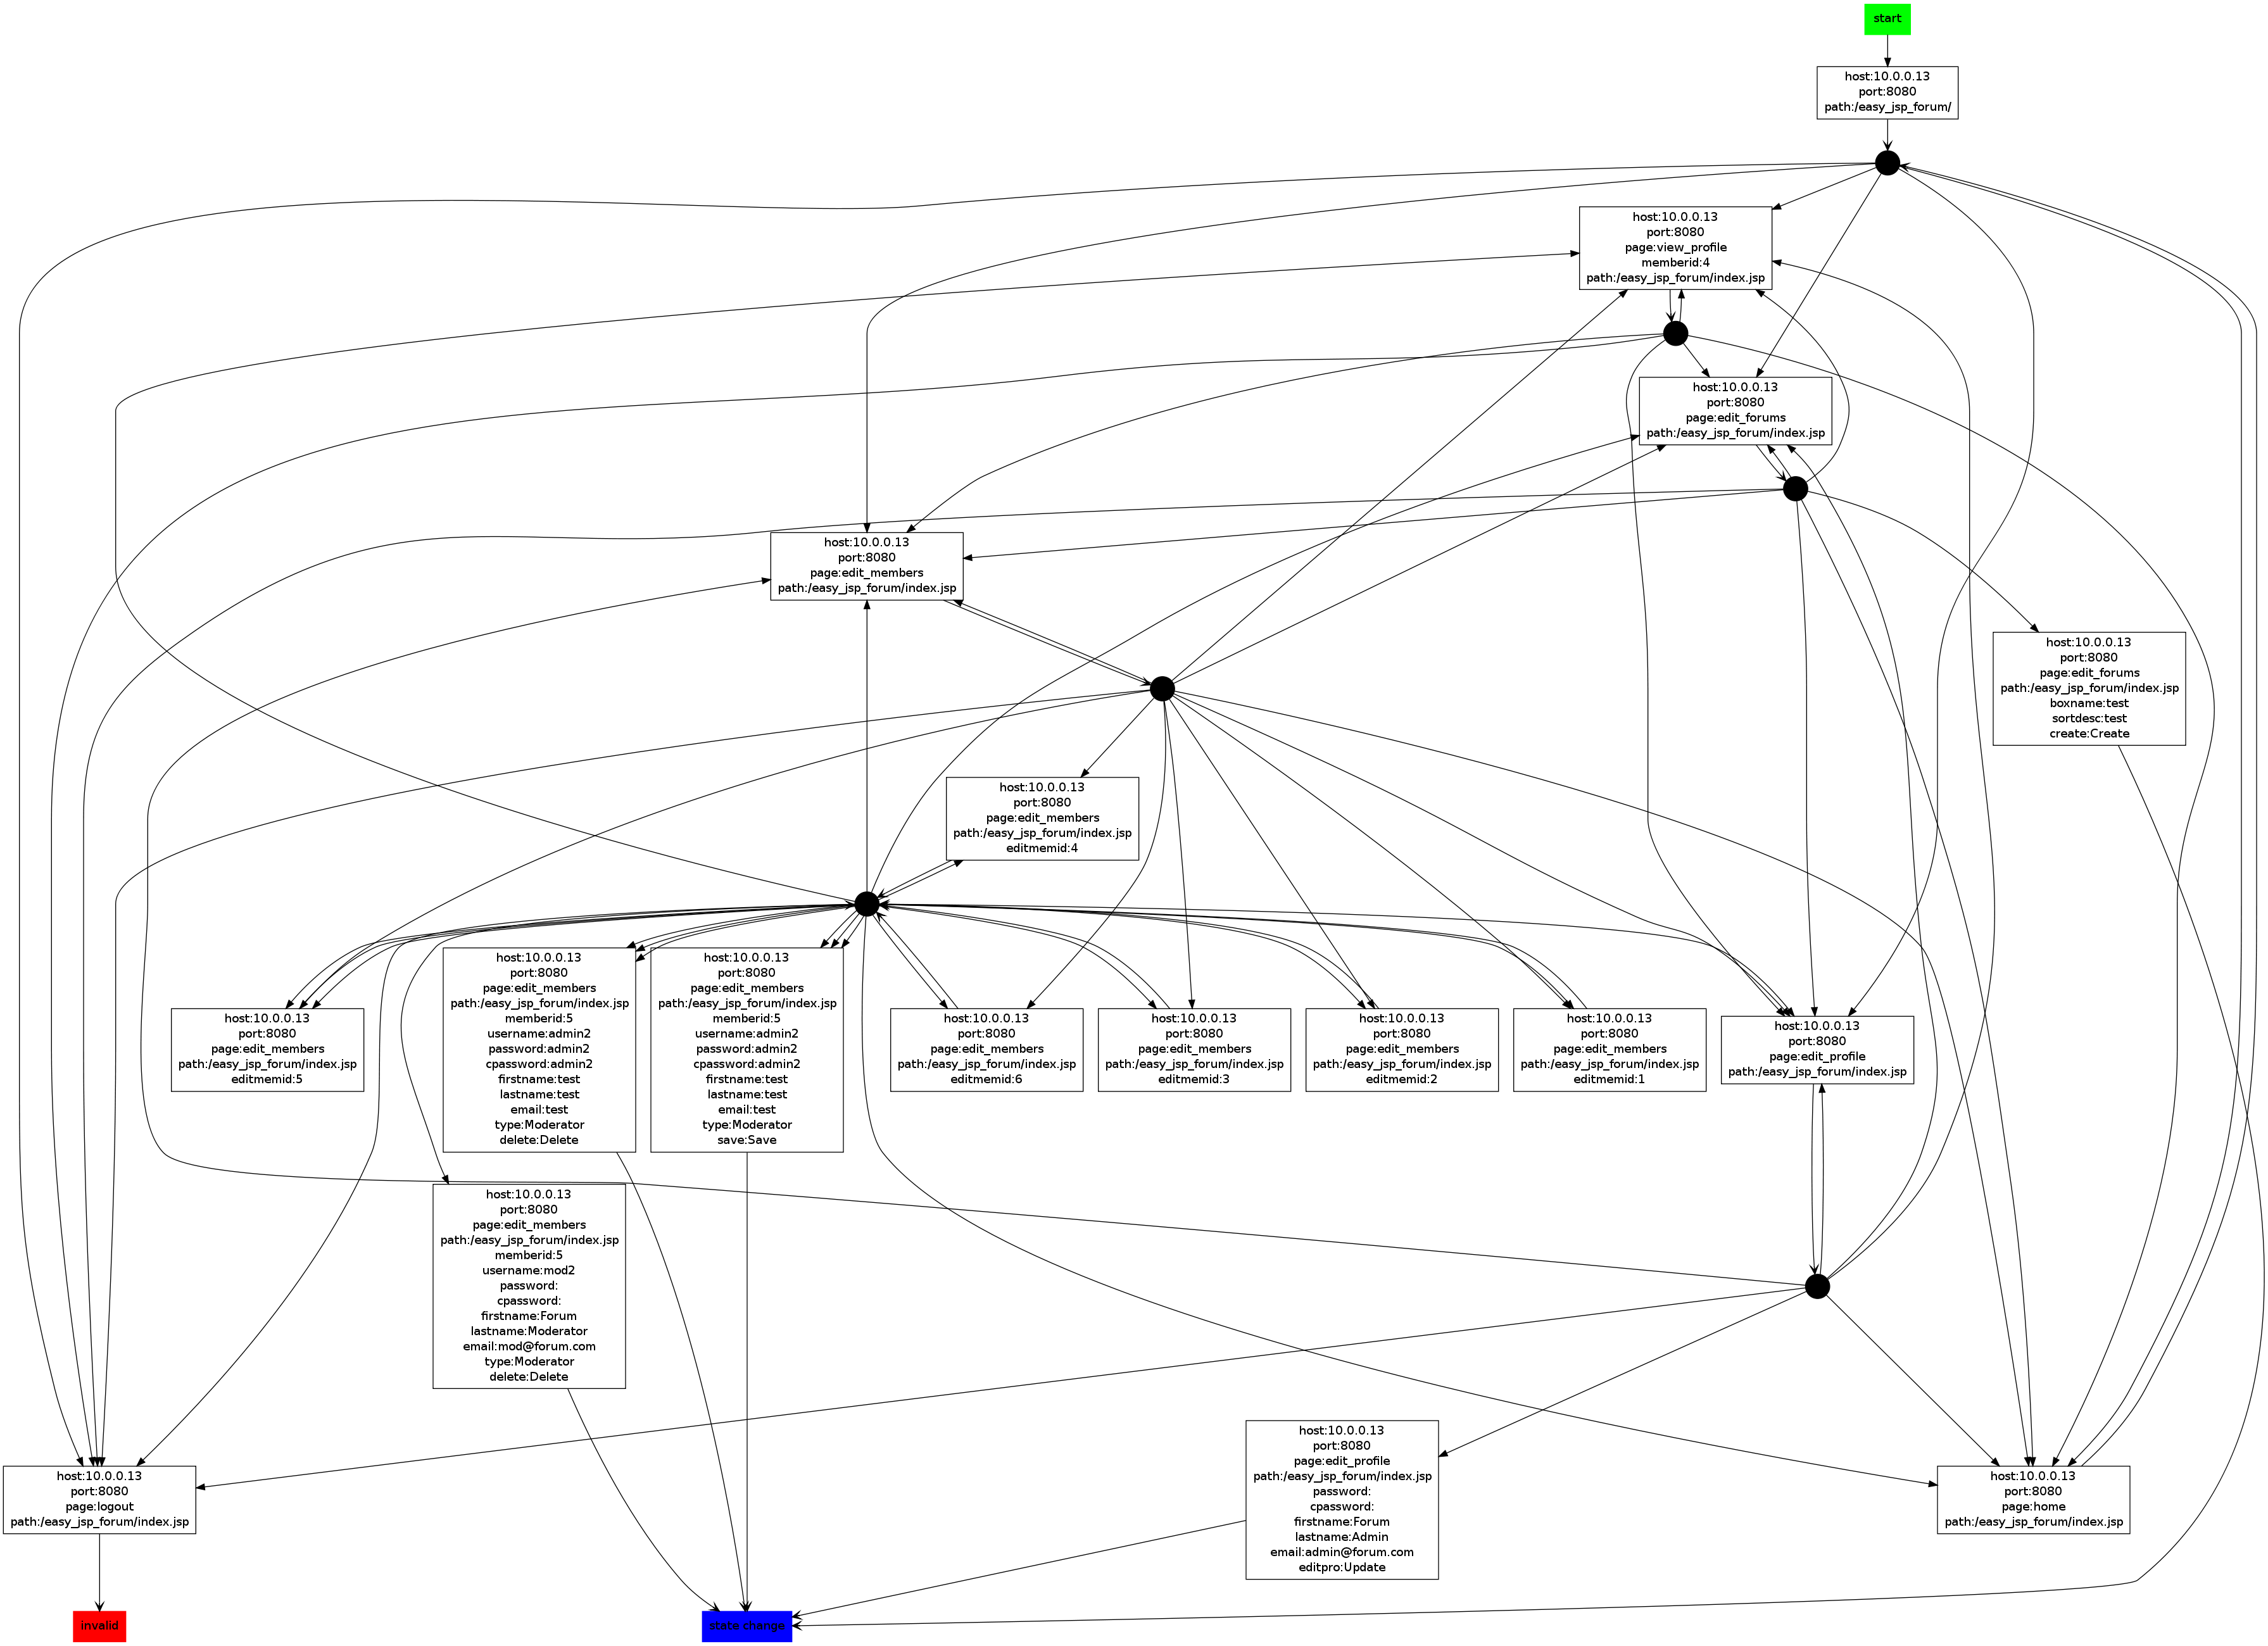 start
host:10.0.0.13
port:8080
path:/easy_jsp_forum/
host:10.0.0.13
port:8080
page:view_profile
memberid:4
path:/easy_jsp_forum/index.jsp
host:10.0.0.13
port:8080
page:edit_forums
path:/easy_jsp_forum/index.jsp
host:10.0.0.13
port:8080
page:edit_members
path:/easy_jsp_forum/index.jsp
host:10.0.0.13
port:8080
page:edit_forums
path:/easy_jsp_forum/index.jsp
boxname:test
sortdesc:test
create:Create
host:10.0.0.13
port:8080
page:edit_members
path:/easy_jsp_forum/index.jsp
editmemid:4
host:10.0.0.13
port:8080
page:edit_members
path:/easy_jsp_forum/index.jsp
editmemid:5
host:10.0.0.13
port:8080
page:edit_members
path:/easy_jsp_forum/index.jsp
memberid:5
username:admin2
password:admin2
cpassword:admin2
firstname:test
lastname:test
email:test
type:Moderator
delete:Delete
host:10.0.0.13
port:8080
page:edit_members
path:/easy_jsp_forum/index.jsp
memberid:5
username:admin2
password:admin2
cpassword:admin2
firstname:test
lastname:test
email:test
type:Moderator
save:Save
host:10.0.0.13
port:8080
page:edit_members
path:/easy_jsp_forum/index.jsp
editmemid:6
host:10.0.0.13
port:8080
page:edit_members
path:/easy_jsp_forum/index.jsp
editmemid:3
host:10.0.0.13
port:8080
page:edit_members
path:/easy_jsp_forum/index.jsp
editmemid:2
host:10.0.0.13
port:8080
page:edit_members
path:/easy_jsp_forum/index.jsp
editmemid:1
host:10.0.0.13
port:8080
page:edit_profile
path:/easy_jsp_forum/index.jsp
host:10.0.0.13
port:8080
page:edit_members
path:/easy_jsp_forum/index.jsp
memberid:5
username:mod2
password:
cpassword:
firstname:Forum
lastname:Moderator
email:mod@forum.com
type:Moderator
delete:Delete
host:10.0.0.13
port:8080
page:edit_profile
path:/easy_jsp_forum/index.jsp
password:
cpassword:
firstname:Forum
lastname:Admin
email:admin@forum.com
editpro:Update
host:10.0.0.13
port:8080
page:logout
path:/easy_jsp_forum/index.jsp
host:10.0.0.13
port:8080
page:home
path:/easy_jsp_forum/index.jsp
invalid
state change